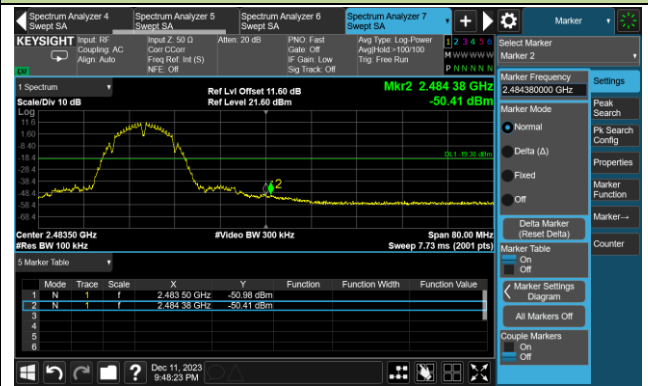 Spectrum Analyzer 4
Swept SA
Spectrum Analyzer 5
Swept SA
Spectrum Analyzer 6
Swept SA
Spectrum Analyzer 7
Swept SA
Marker
KEYSIGHT
Input: RF
Coupling: AC
Align: Auto
Input Z: 50 Ω
Corr CCorr
Freq Ref: Int (S)
NFE: Off
Atten: 20 dB
PNO: Fast
Gate: Off
IF Gain: Low
Sig Track: Off
Avg Type: Log-Power
Avg|Hold >100/100
Trig: Free Run
1 2 3 4 5 6
M W W W W W
P N N N N N
Select Marker
Marker 2
1 Spectrum
Scale/Div 10 dB
Log
Ref Lvl Offset 11.60 dB
Ref Level 21.60 dBm
Mkr2 2.484 38 GHz
-50.41 dBm
11.6
1.60
-8.40
-18.4
-28.4
-38.4
-48.4
-58.4
-68.4
DL1 -19.30 dBm
2
Center 2.48350 GHz
#Res BW 100 kHz
#Video BW 300 kHz
Span 80.00 MHz
Sweep 7.73 ms (2001 pts)
5 Marker Table
Mode Trace Scale X Y Function Function Width Function Value
1 N 1 f 2.483 50 GHz -50.98 dBm
2 N 1 f 2.484 38 GHz -50.41 dBm
3
4
5
6
Marker Frequency
2.484380000 GHz
Marker Mode
Normal
Delta (Δ)
Fixed
Off
Delta Marker
(Reset Delta)
Marker Table
On
Off
Marker Settings
Diagram
All Markers Off
Couple Markers
On
Off
Settings
Peak
Search
Pk Search
Config
Properties
Marker
Function
Marker→
Counter
Dec 11, 2023
9:48:23 PM